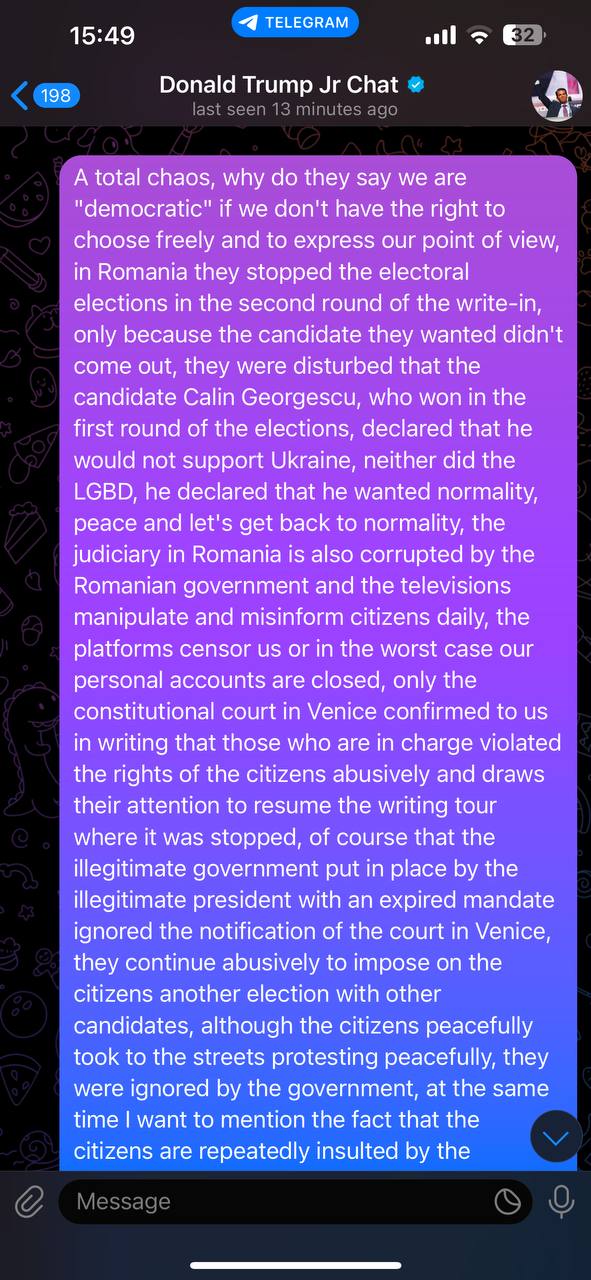 15:49
TELEGRAM
32
198
Donald Trump Jr Chat
last seen 13 minutes ago
A total chaos, why do they say we are
"democratic" if we don't have the right to
choose freely and to express our point of view,
in Romania they stopped the electoral
elections in the second round of the write-in,
only because the candidate they wanted didn't
come out, they were disturbed that the
candidate Calin Georgescu, who won in the
first round of the elections, declared that he
would not support Ukraine, neither did the
LGBD, he declared that he wanted normality,
peace and let's get back to normality, the
judiciary in Romania is also corrupted by the
Romanian government and the televisions
manipulate and misinform citizens daily, the
platforms censor us or in the worst case our
personal accounts are closed, only the
constitutional court in Venice confirmed to us
in writing that those who are in charge violated
the rights of the citizens abusively and draws
their attention to resume the writing tour
where it was stopped, of course that the
illegitimate government put in place by the
illegitimate president with an expired mandate
ignored the notification of the court in Venice,
they continue abusively to impose on the
citizens another election with other
candidates, although the citizens peacefully
took to the streets protesting peacefully, they
were ignored by the government, at the same
time I want to mention the fact that the
citizens are repeatedly insulted by the
Message